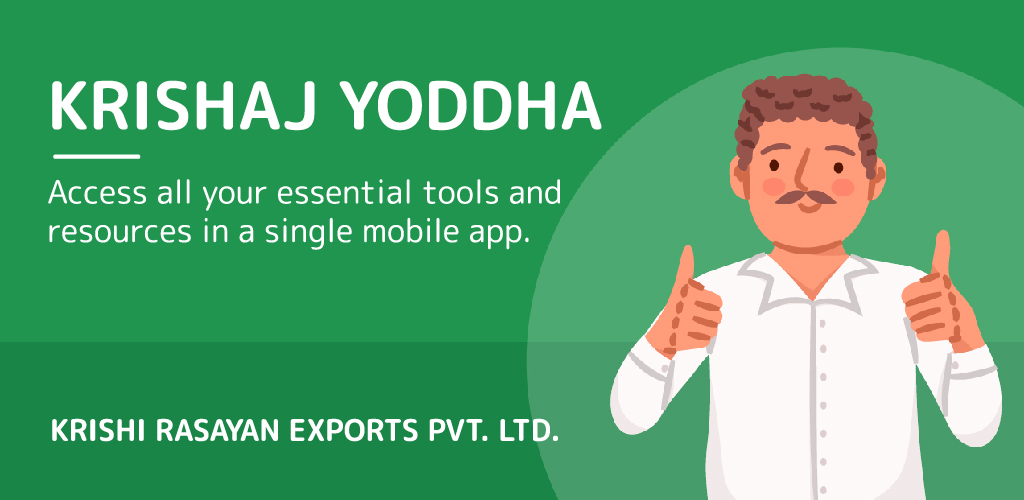 KRISHAJ YODDHA
Access all your essential tools and
resources in a single mobile app.
KRISHI RASAYAN EXPORTS PVT. LTD.